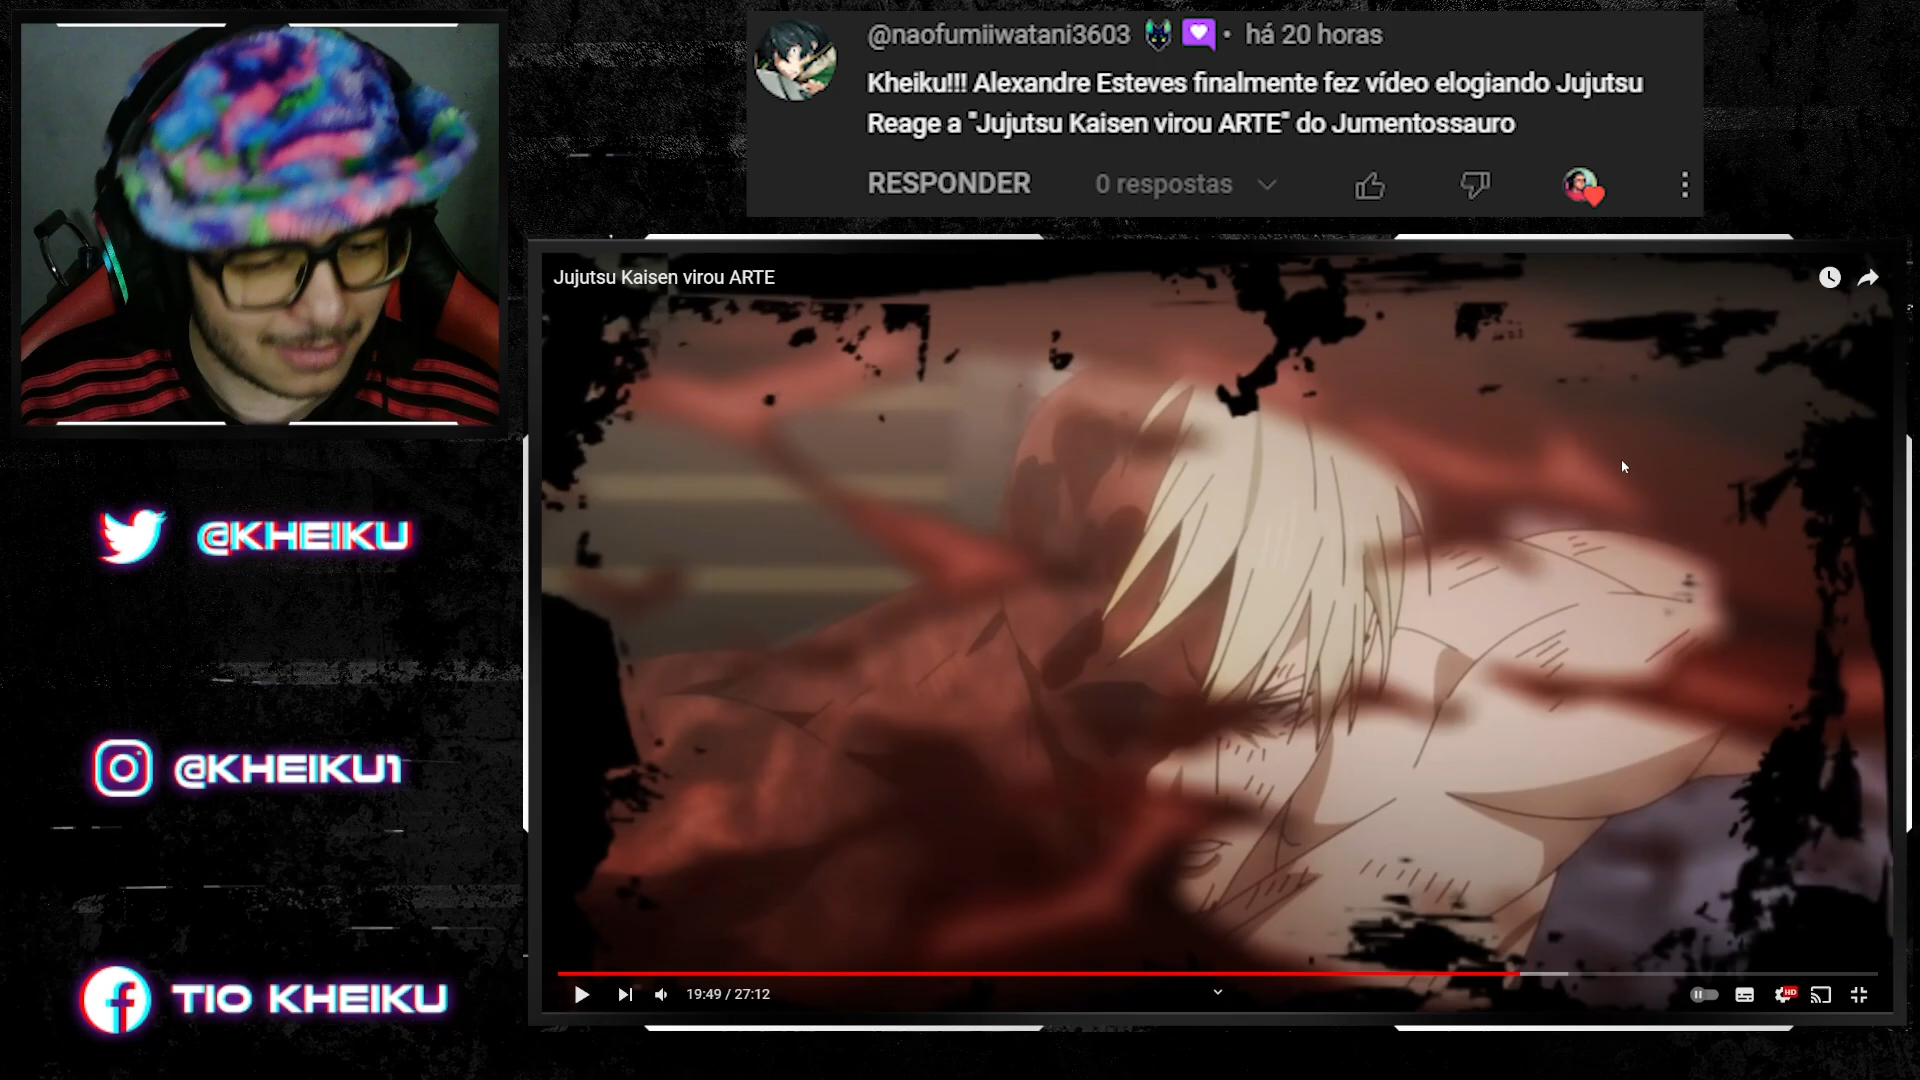 @naofumiiwatani3603 • há 20 horas
Kheiku!!! Alexandre Esteves finalmente fez vídeo elogiando Jujutsu
Reage a "Jujutsu Kaisen virou ARTE" do Jumentossauro
RESPONDER 0 respostas
Jujutsu Kaisen virou ARTE
@KHEIKU
@KHEIKU1
TIO KHEIKU
19:49 / 27:12
HD